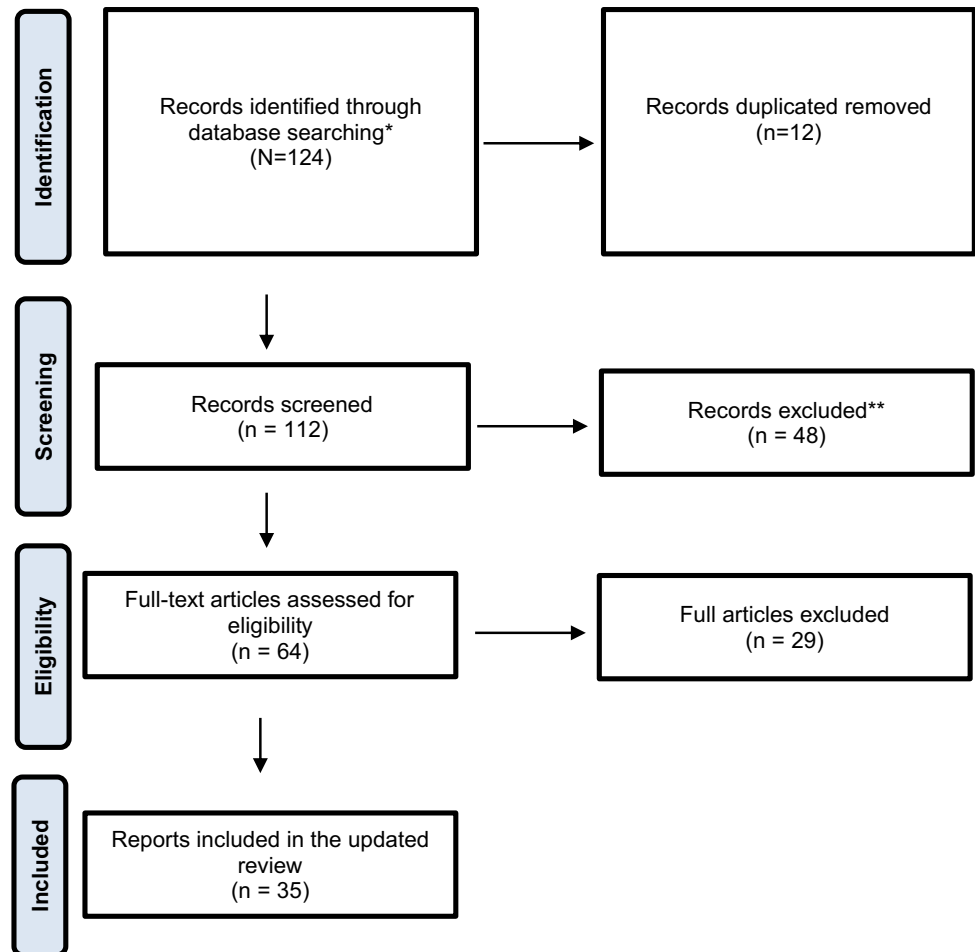 Identification
Records identified through
database searching*
(N=124)
Records duplicated removed
(n=12)
Screening
Records screened
(n = 112)
Records excluded**
(n = 48)
Eligibility
Full-text articles assessed for
eligibility
(n = 64)
Full articles excluded
(n = 29)
Included
Reports included in the updated
review
(n = 35)